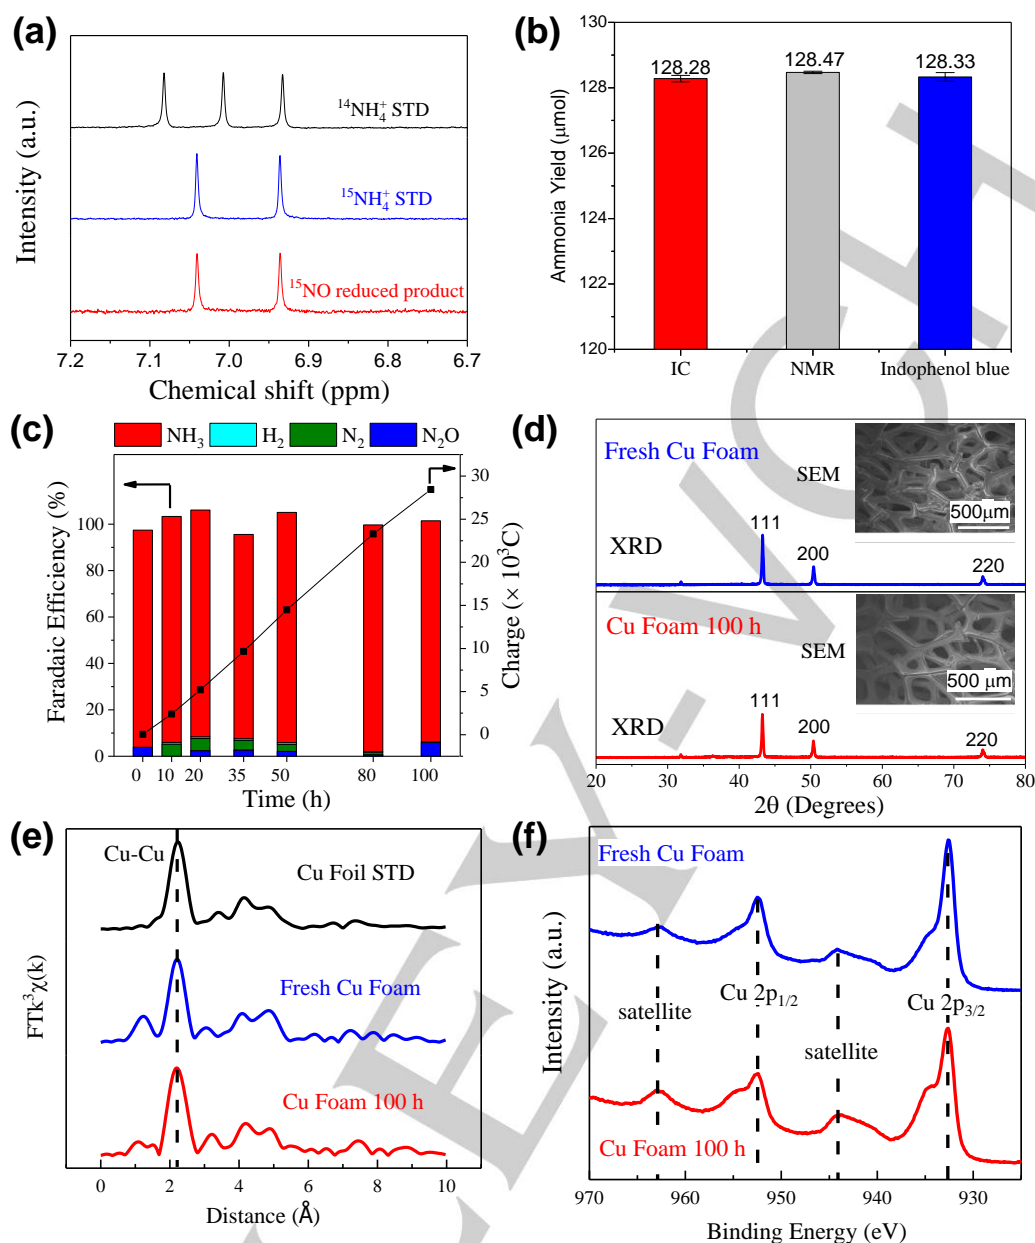 (a)
Intensity (a.u.)
¹⁴NH₄⁺ STD
¹⁵NH₄⁺ STD
¹⁵NO reduced product
7.2 7.0 6.9 6.8 6.7
Chemical shift (ppm)
(b)
Ammonia Yield (μmol)
130
128
126
124
122
120
128.28 128.47 128.33
IC NMR Indophenol blue
(c)
NH₃ H₂ N₂ N₂O
Faradaic Efficiency (%)
100
80
60
40
20
0
30
25
20
15
10
5
0
Charge (× 10³C)
0 10 20 35 50 80 100
Time (h)
(d)
Fresh Cu Foam
SEM
500μm
XRD
111
200
220
Cu Foam 100 h
SEM
500 μm
XRD
111
200
220
20 30 40 50 60 70 80
2θ (Degrees)
(e)
FTk³χ(k)
Cu-Cu
Cu Foil STD
Fresh Cu Foam
Cu Foam 100 h
0 2 4 6 8 10
Distance (Å)
(f)
Intensity (a.u.)
Fresh Cu Foam
satellite
Cu 2p₁/₂
satellite
Cu 2p₃/₂
Cu Foam 100 h
970 960 950 940 930
Binding Energy (eV)